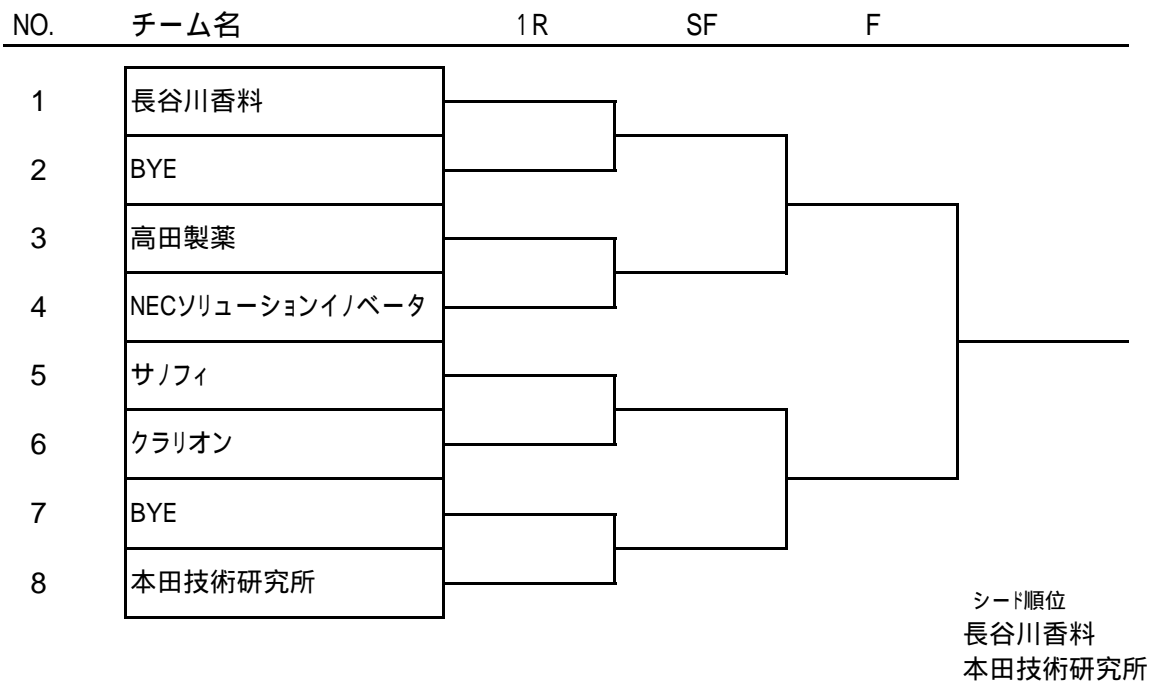 NO. チーム名 1R SF F
1 長谷川香料
2 BYE
3 高田製薬
4 NECソリューションイノベータ
5 サノフィ
6 クラリオン
7 BYE
8 本田技術研究所
シード順位
長谷川香料
本田技術研究所